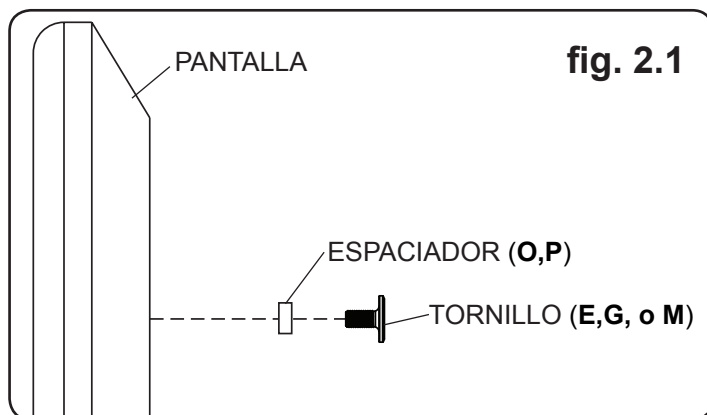 fig. 2.1
PANTALLA
ESPACIADOR (O,P)
TORNILLO (E,G, o M)